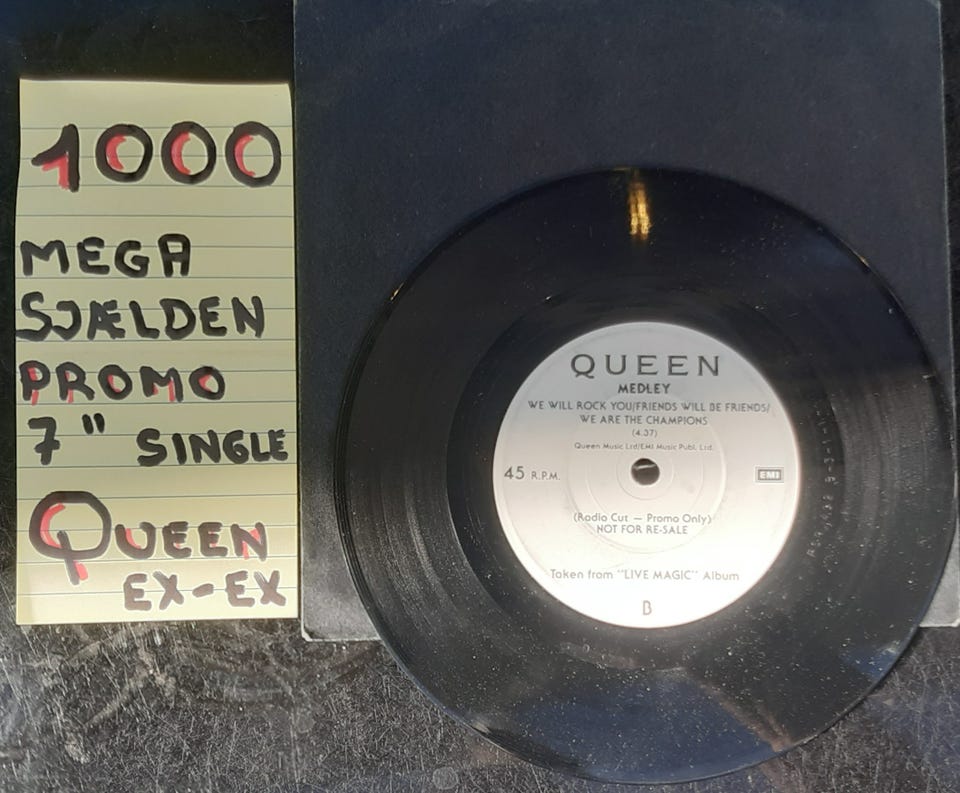 1000
MEGA
SJÆLDEN
PROMO
7" SINGLE
QUEEN
EX-EX
QUEEN
MEDLEY
WE WILL ROCK YOU/FRIENDS WILL BE FRIENDS/
WE ARE THE CHAMPIONS
(4.37)
Queen Music Ltd/EMI Music Publ. Ltd.
45 R.P.M.
EMI
(Radio Cut — Promo Only)
NOT FOR RE-SALE
Taken from "LIVE MAGIC" Album
B